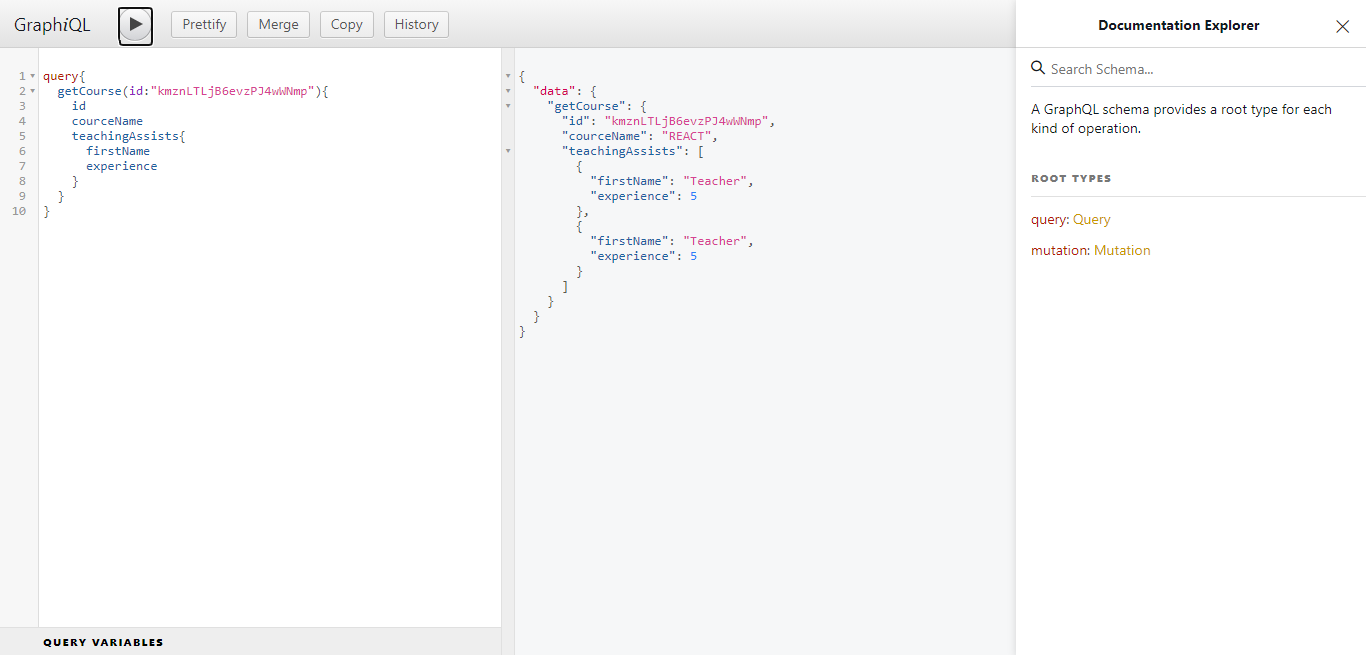 GraphiQL Prettify Merge Copy History
1 query{
2 getCourse(id:"kmznLTLjB6evzPJ4wWNmp"){
3 id
4 courceName
5 teachingAssists{
6 firstName
7 experience
8 }
9 }
10 }
QUERY VARIABLES
{
"data": {
"getCourse": {
"id": "kmznLTLjB6evzPJ4wWNmp",
"courceName": "REACT",
"teachingAssists": [
{
"firstName": "Teacher",
"experience": 5
},
{
"firstName": "Teacher",
"experience": 5
}
]
}
}
}
Documentation Explorer
Search Schema...
A GraphQL schema provides a root type for each
kind of operation.
ROOT TYPES
query: Query
mutation: Mutation